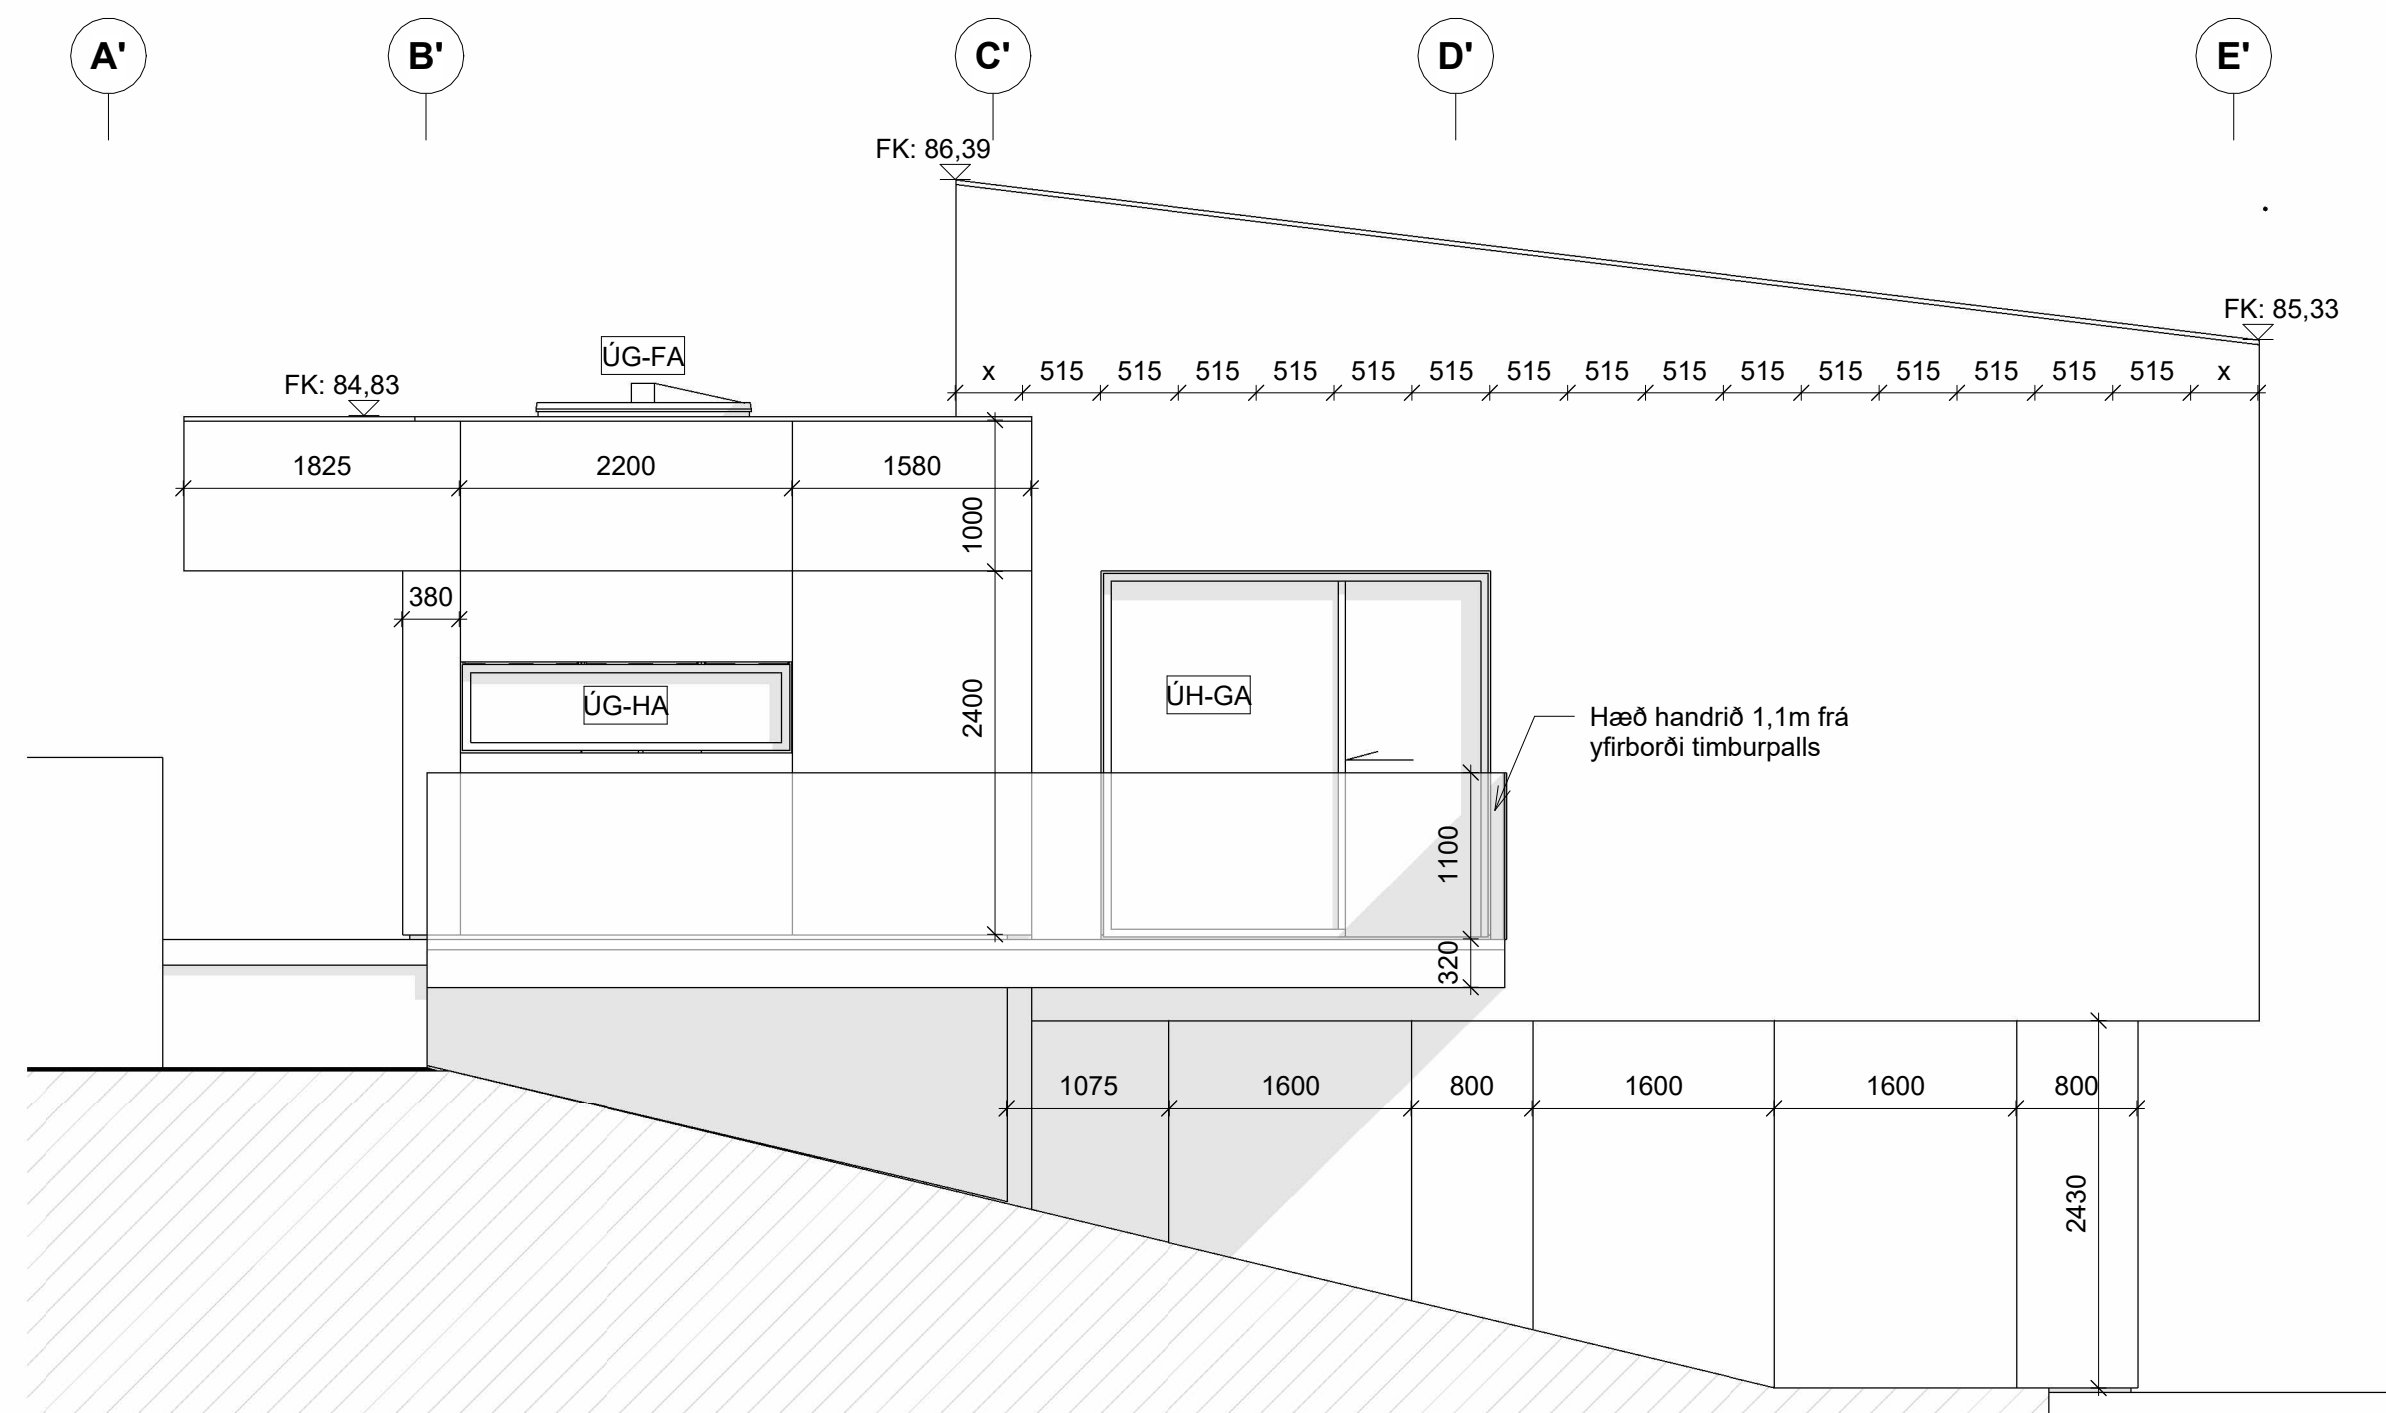 A' B' C' D' E'
FK: 86,39
FK: 85,33
ÚG-FA
FK: 84,83
x 515 515 515 515 515 515 515 515 515 515 515 515 515 515 515 x
1825 2200 1580
1000
380
2400
ÚG-HA
ÚH-GA
Hæð handrið 1,1m frá
yfirborði timburpalls
1100
320
1075 1600 800 1600 1600 800
2430